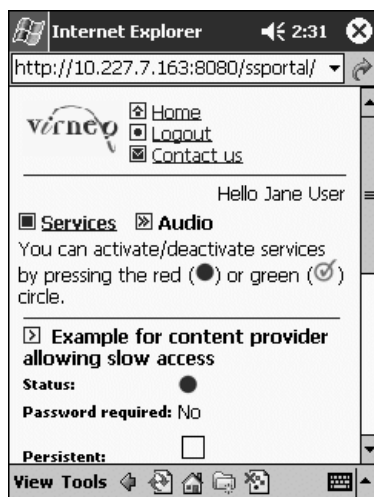 Internet Explorer 2:31
http://10.227.7.163:8080/ssportal/
virneo
Home
Logout
Contact us
Hello Jane User
Services Audio
You can activate/deactivate services
by pressing the red ( ) or green ( )
circle.
Example for content provider
allowing slow access
Status:
Password required: No
Persistent:
View Tools